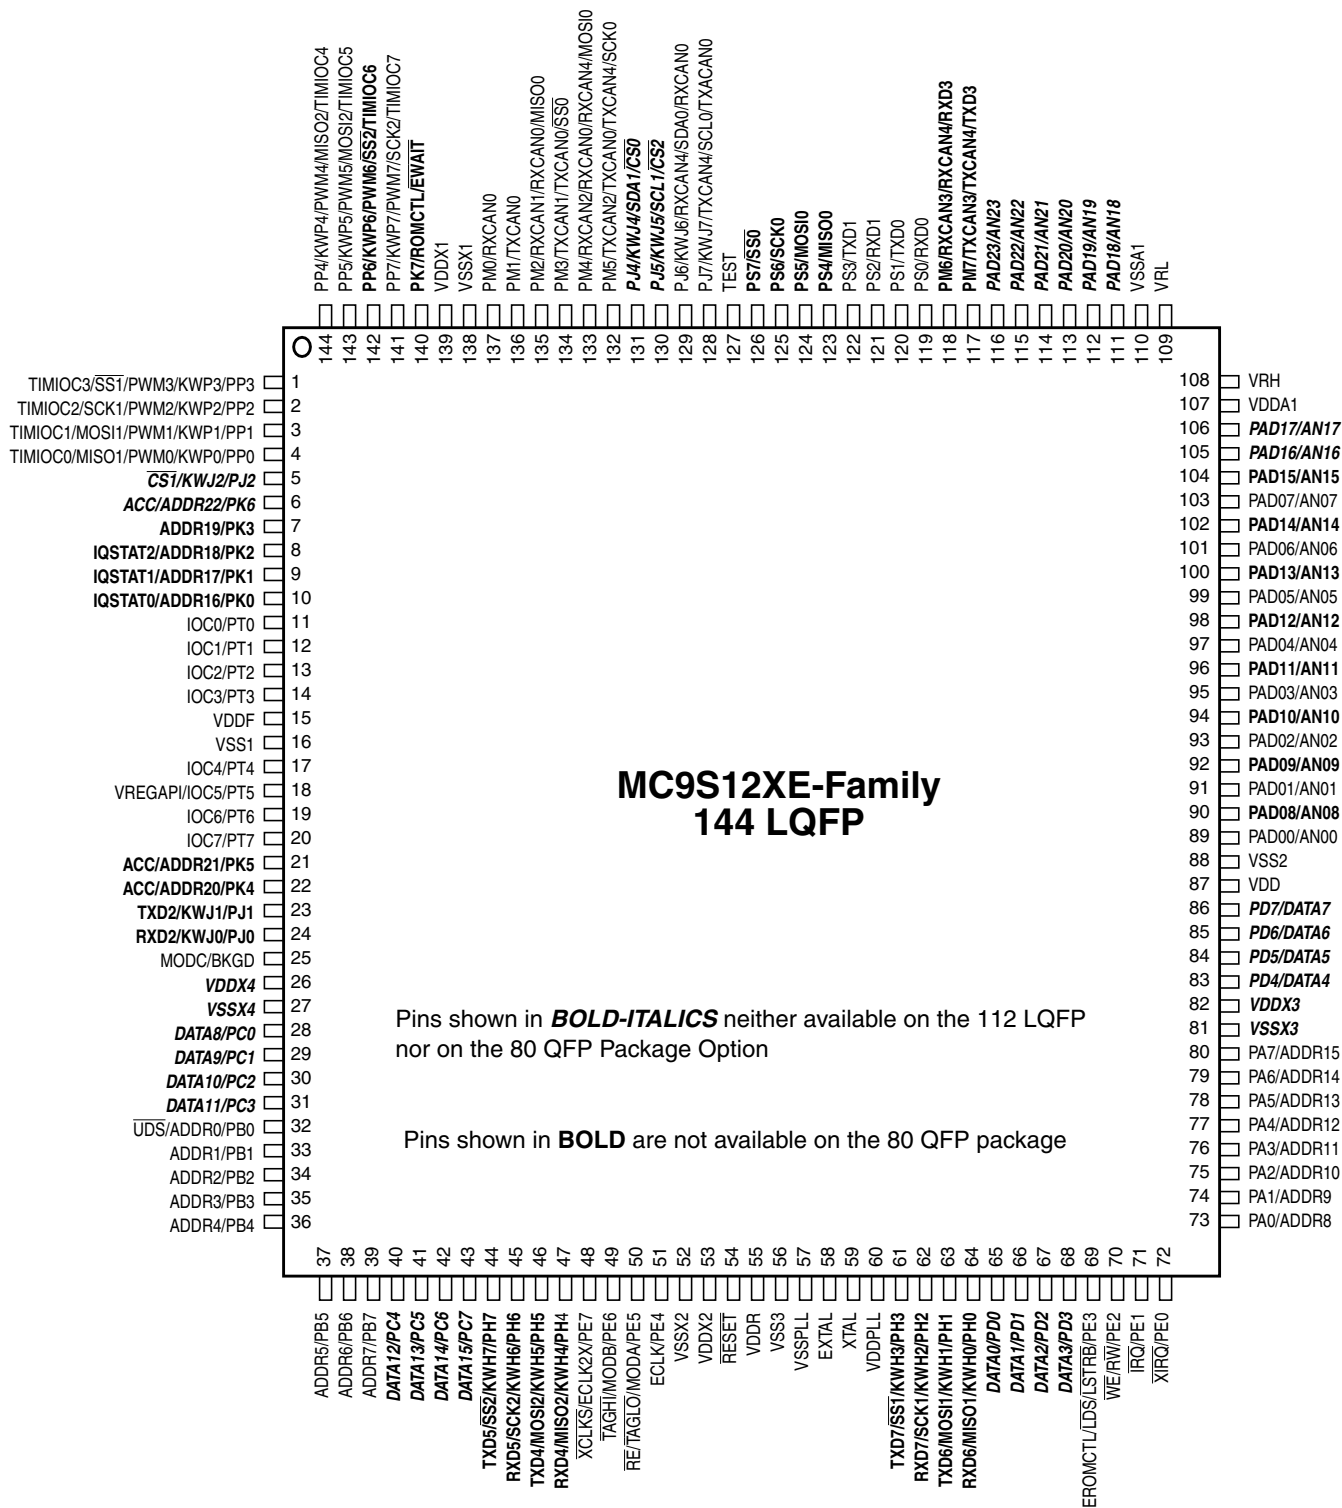 PP4/KWP4/PWM4/MISO2/TIMIOC4
PP5/KWP5/PWM5/MOSI2/TIMIOC5
PP6/KWP6/PWM6/SS2/TIMIOC6
PP7/KWP7/PWM7/SCK2/TIMIOC7
PK7/ROMCTL/EWAIT
VDDX1
VSSX1
PM0/RXCAN0
PM1/TXCAN0
PM2/RXCAN1/RXCAN0/MISO0
PM3/TXCAN1/TXCAN0/SS0
PM4/RXCAN2/RXCAN0/RXCAN4/MOSI0
PM5/TXCAN2/TXCAN0/TXCAN4/SCK0
PJ4/KWJ4/SDA1/CS0
PJ5/KWJ5/SCL1/CS2
PJ6/KWJ6/RXCAN4/SDA0/RXCAN0
PJ7/KWJ7/TXCAN4/SCL0/TXACAN0
TEST
PS7/SS0
PS6/SCK0
PS5/MOSI0
PS4/MISO0
PS3/TXD1
PS2/RXD1
PS1/TXD0
PS0/RXD0
PM6/RXCAN3/RXCAN4/RXD3
PM7/TXCAN3/TXCAN4/TXD3
PAD23/AN23
PAD22/AN22
PAD21/AN21
PAD20/AN20
PAD19/AN19
PAD18/AN18
VSSA1
VRL
144
143
142
141
140
139
138
137
136
135
134
133
132
131
130
129
128
127
126
125
124
123
122
121
120
119
118
117
116
115
114
113
112
111
110
109
TIMIOC3/SS1/PWM3/KWP3/PP3 1
TIMIOC2/SCK1/PWM2/KWP2/PP2 2
TIMIOC1/MOSI1/PWM1/KWP1/PP1 3
TIMIOC0/MISO1/PWM0/KWP0/PP0 4
CS1/KWJ2/PJ2 5
ACC/ADDR22/PK6 6
ADDR19/PK3 7
IQSTAT2/ADDR18/PK2 8
IQSTAT1/ADDR17/PK1 9
IQSTAT0/ADDR16/PK0 10
IOC0/PT0 11
IOC1/PT1 12
IOC2/PT2 13
IOC3/PT3 14
VDDF 15
VSS1 16
IOC4/PT4 17
VREGAPI/IOC5/PT5 18
IOC6/PT6 19
IOC7/PT7 20
ACC/ADDR21/PK5 21
ACC/ADDR20/PK4 22
TXD2/KWJ1/PJ1 23
RXD2/KWJ0/PJ0 24
MODC/BKGD 25
VDDX4 26
VSSX4 27
DATA8/PC0 28
DATA9/PC1 29
DATA10/PC2 30
DATA11/PC3 31
UDS/ADDR0/PB0 32
ADDR1/PB1 33
ADDR2/PB2 34
ADDR3/PB3 35
ADDR4/PB4 36
MC9S12XE-Family
144 LQFP
Pins shown in BOLD-ITALICS neither available on the 112 LQFP
nor on the 80 QFP Package Option
Pins shown in BOLD are not available on the 80 QFP package
108 VRH
107 VDDA1
106 PAD17/AN17
105 PAD16/AN16
104 PAD15/AN15
103 PAD07/AN07
102 PAD14/AN14
101 PAD06/AN06
100 PAD13/AN13
99 PAD05/AN05
98 PAD12/AN12
97 PAD04/AN04
96 PAD11/AN11
95 PAD03/AN03
94 PAD10/AN10
93 PAD02/AN02
92 PAD09/AN09
91 PAD01/AN01
90 PAD08/AN08
89 PAD00/AN00
88 VSS2
87 VDD
86 PD7/DATA7
85 PD6/DATA6
84 PD5/DATA5
83 PD4/DATA4
82 VDDX3
81 VSSX3
80 PA7/ADDR15
79 PA6/ADDR14
78 PA5/ADDR13
77 PA4/ADDR12
76 PA3/ADDR11
75 PA2/ADDR10
74 PA1/ADDR9
73 PA0/ADDR8
37
38
39
40
41
42
43
44
45
46
47
48
49
50
51
52
53
54
55
56
57
58
59
60
61
62
63
64
65
66
67
68
69
70
71
72
ADDR5/PB5
ADDR6/PB6
ADDR7/PB7
DATA12/PC4
DATA13/PC5
DATA14/PC6
DATA15/PC7
TXD5/SS2/KWH7/PH7
RXD5/SCK2/KWH6/PH6
TXD4/MOSI2/KWH5/PH5
RXD4/MISO2/KWH4/PH4
XCLKS/ECLK2X/PE7
TAGHI/MODB/PE6
RE/TAGLO/MODA/PE5
ECLK/PE4
VSSX2
VDDX2
RESET
VDDR
VSS3
VSSPLL
EXTAL
XTAL
VDDPLL
TXD7/SS1/KWH3/PH3
RXD7/SCK1/KWH2/PH2
TXD6/MOSI1/KWH1/PH1
RXD6/MISO1/KWH0/PH0
DATA0/PD0
DATA1/PD1
DATA2/PD2
DATA3/PD3
EROMCTL/LDS/LSTRB/PE3
WE/RW/PE2
IRQ/PE1
XIRQ/PE0